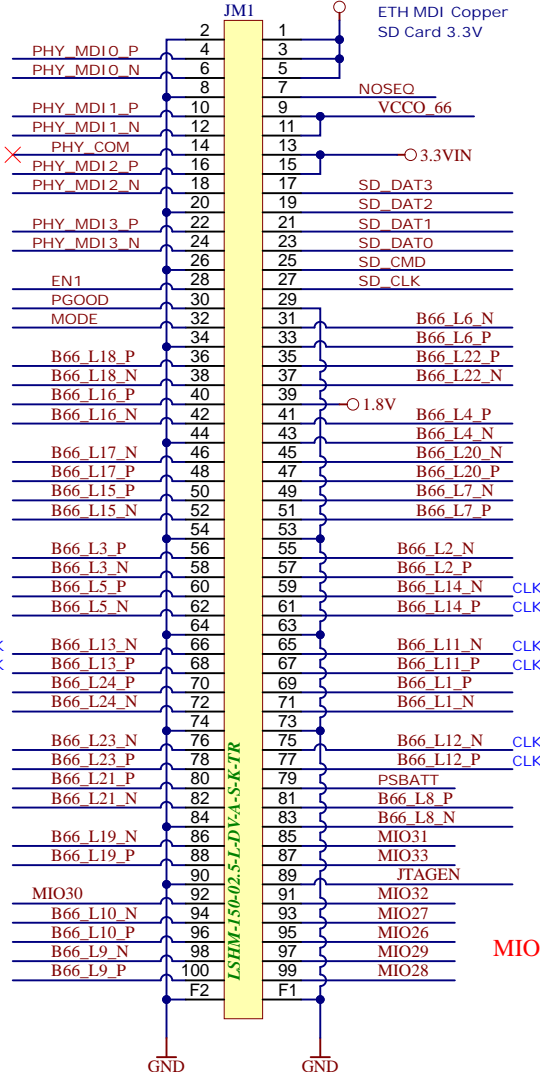 JM1
ETH MDI Copper
SD Card 3.3V
2 1
PHY_MDI0_P 4 3
PHY_MDI0_N 6 5
8 7 NOSEQ
PHY_MDI1_P 10 9 VCCO_66
PHY_MDI1_N 12 11
PHY_COM 14 13 3.3VIN
PHY_MDI2_P 16 15
PHY_MDI2_N 18 17 SD_DAT3
20 19 SD_DAT2
PHY_MDI3_P 22 21 SD_DAT1
PHY_MDI3_N 24 23 SD_DAT0
26 25 SD_CMD
EN1 28 27 SD_CLK
PGOOD 30 29
MODE 32 31 B66_L6_N
34 33 B66_L6_P
B66_L18_P 36 35 B66_L22_P
B66_L18_N 38 37 B66_L22_N
B66_L16_P 40 39 1.8V
B66_L16_N 42 41 B66_L4_P
44 43 B66_L4_N
B66_L17_N 46 45 B66_L20_N
B66_L17_P 48 47 B66_L20_P
B66_L15_P 50 49 B66_L7_N
B66_L15_N 52 51 B66_L7_P
54 53
B66_L3_P 56 55 B66_L2_N
B66_L3_N 58 57 B66_L2_P
B66_L5_P 60 59 B66_L14_N CLK
B66_L5_N 62 61 B66_L14_P CLK
64 63
B66_L13_N 66 65 B66_L11_N CLK
B66_L13_P 68 67 B66_L11_P CLK
B66_L24_P 70 69 B66_L1_P
B66_L24_N 72 71 B66_L1_N
74 73
B66_L23_N 76 75 B66_L12_N CLK
B66_L23_P 78 77 B66_L12_P CLK
B66_L21_P 80 79 PSBATT
B66_L21_N 82 81 B66_L8_P
84 83 B66_L8_N
B66_L19_N 86 85 MIO31
B66_L19_P 88 87 MIO33
90 89 JTAGEN
MIO30 92 91 MIO32
B66_L10_N 94 93 MIO27
B66_L10_P 96 95 MIO26
B66_L9_N 98 97 MIO29
B66_L9_P 100 99 MIO28
F2 F1
LSHM-150-02.5-L-DV-A-S-K-TR
MIO
GND GND